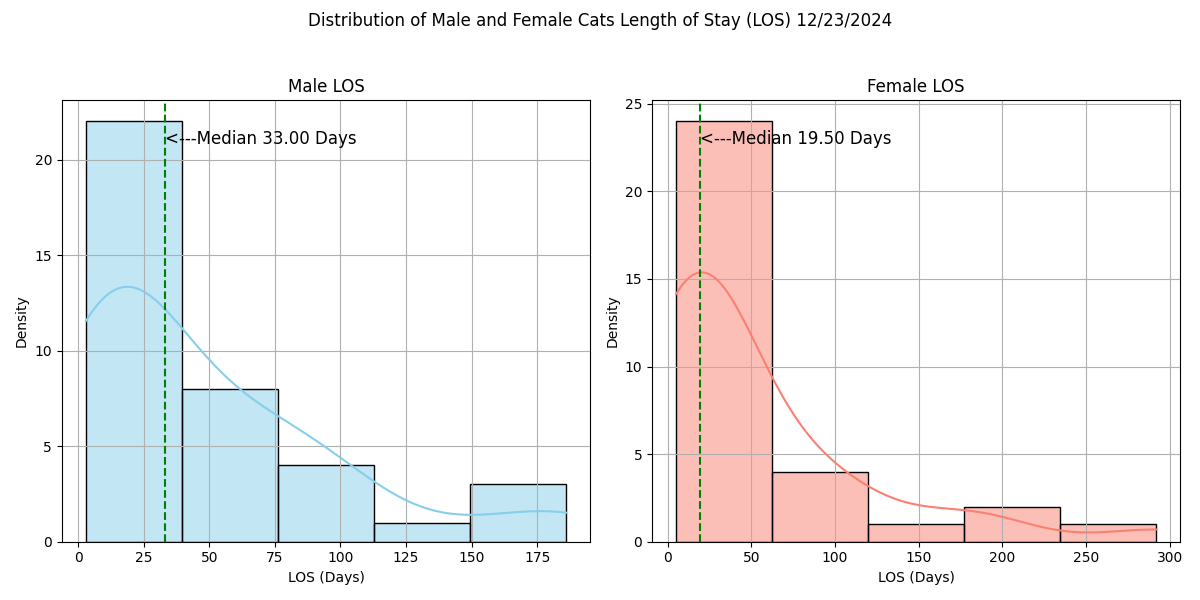 Distribution of Male and Female Cats Length of Stay (LOS) 12/23/2024
Male LOS
<---Median 33.00 Days
Density
20
15
10
5
0
0 25 50 75 100 125 150 175
LOS (Days)
Female LOS
<---Median 19.50 Days
Density
25
20
15
10
5
0
0 50 100 150 200 250 300
LOS (Days)